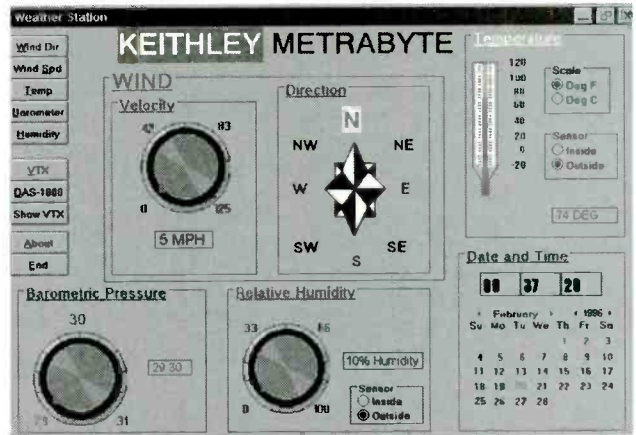 Weather Station
Wind Dir
Wind Spd
Temp
Barometer
Humidity
VTX
DAS-1800
Show VTX
About
End
KEITHLEY METRABYTE
WIND
Velocity
42 83
0 125
5 MPH
Direction
N
NW NE
W E
SW SE
S
Temperature
120
100
80
60
40
20
0
-20
Scale
Deg F
Deg C
Sensor
Inside
Outside
74 DEG
Barometric Pressure
30
31
29.30
Relative Humidity
33 66
0 100
10% Humidity
Sensor
Inside
Outside
Date and Time
37
February 1996
Su Mo Tu We Th Fr Sa
1 2 3
4 5 6 7 8 9 10
11 12 13 14 15 16 17
18 19 21 22 23 24
25 26 27 28